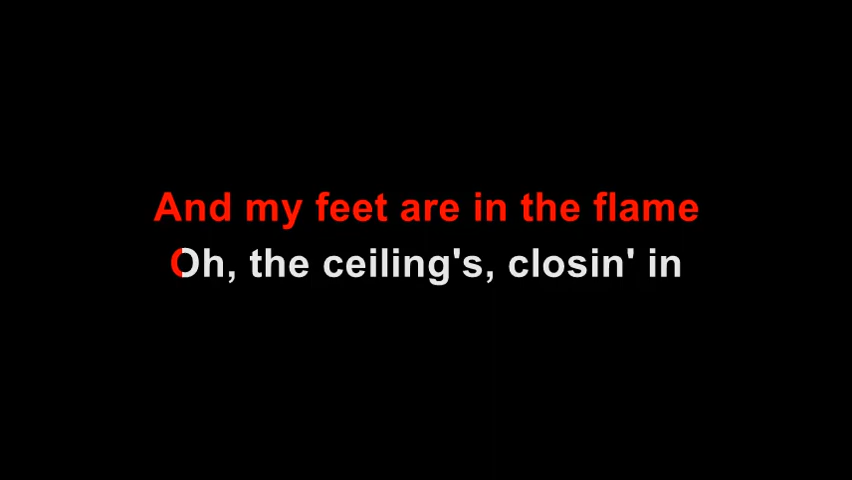 And my feet are in the flame
Oh, the ceiling's, closin' in